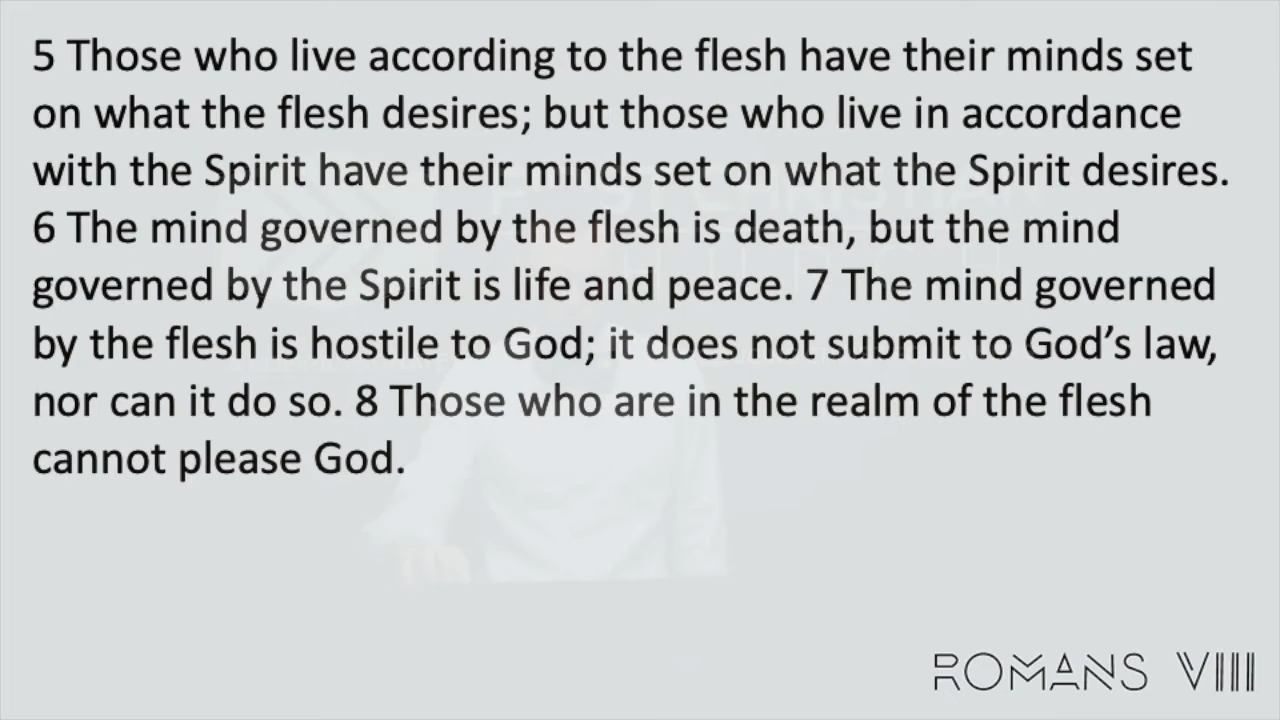 5 Those who live according to the flesh have their minds set
on what the flesh desires; but those who live in accordance
with the Spirit have their minds set on what the Spirit desires.
6 The mind governed by the flesh is death, but the mind
governed by the Spirit is life and peace. 7 The mind governed
by the flesh is hostile to God; it does not submit to God’s law,
nor can it do so. 8 Those who are in the realm of the flesh
cannot please God.
ROMANS VIII